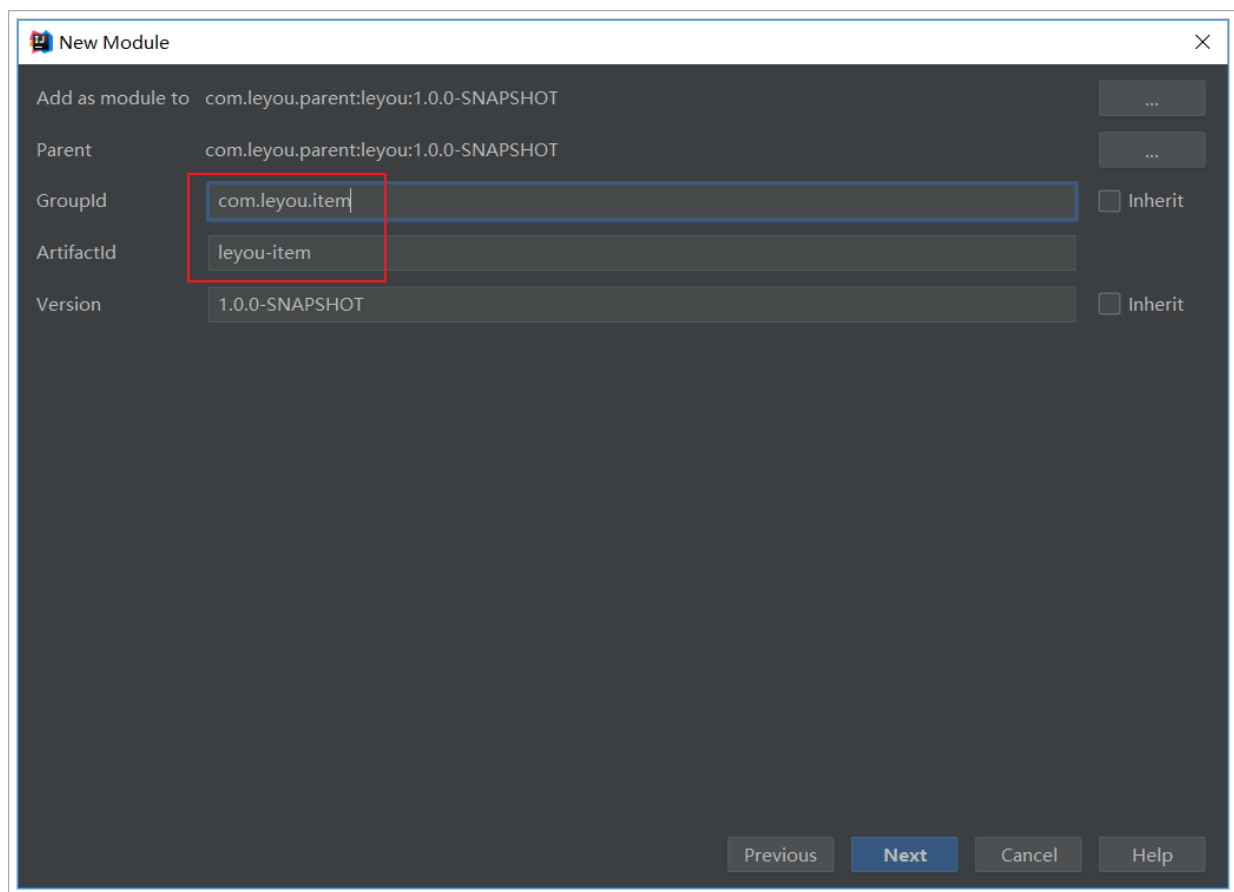 New Module
Add as module to com.leyou.parent:leyou:1.0.0-SNAPSHOT ...
Parent com.leyou.parent:leyou:1.0.0-SNAPSHOT ...
GroupId com.leyou.item Inherit
ArtifactId leyou-item
Version 1.0.0-SNAPSHOT Inherit
Previous Next Cancel Help